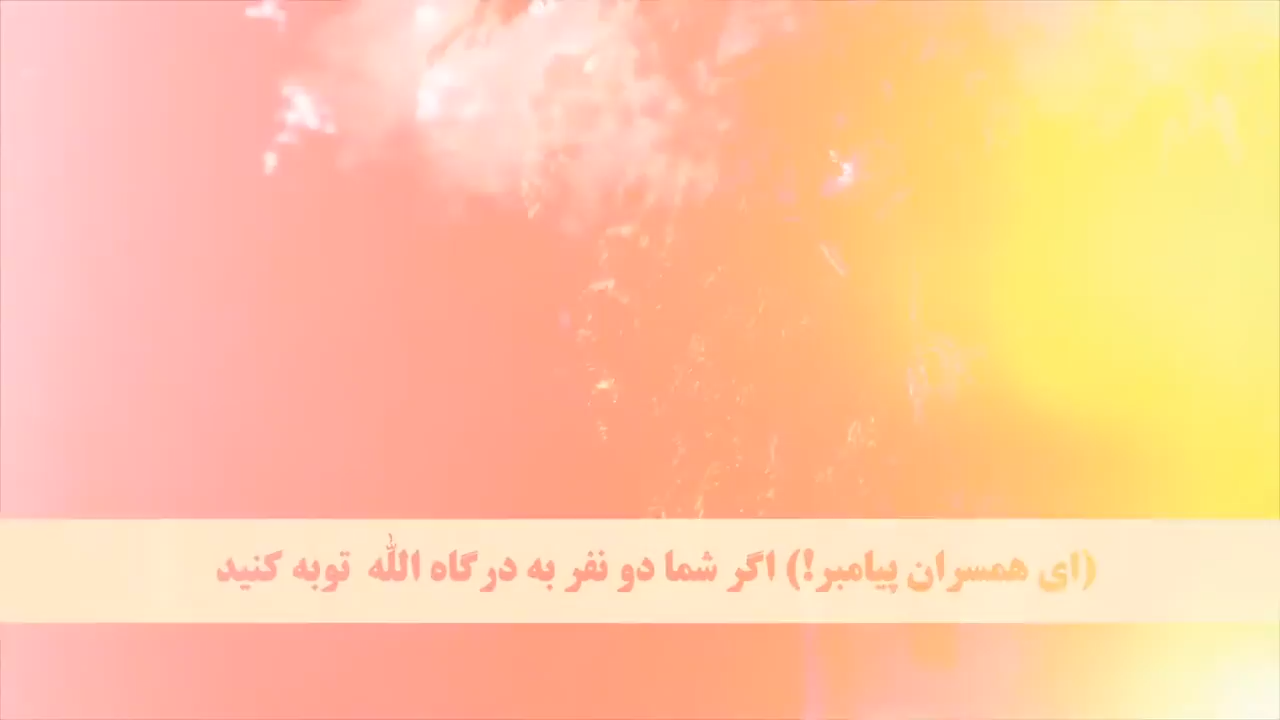 (ای همسران پیامبر!) اگر شما دو نفر به درگاه الله توبه کنید